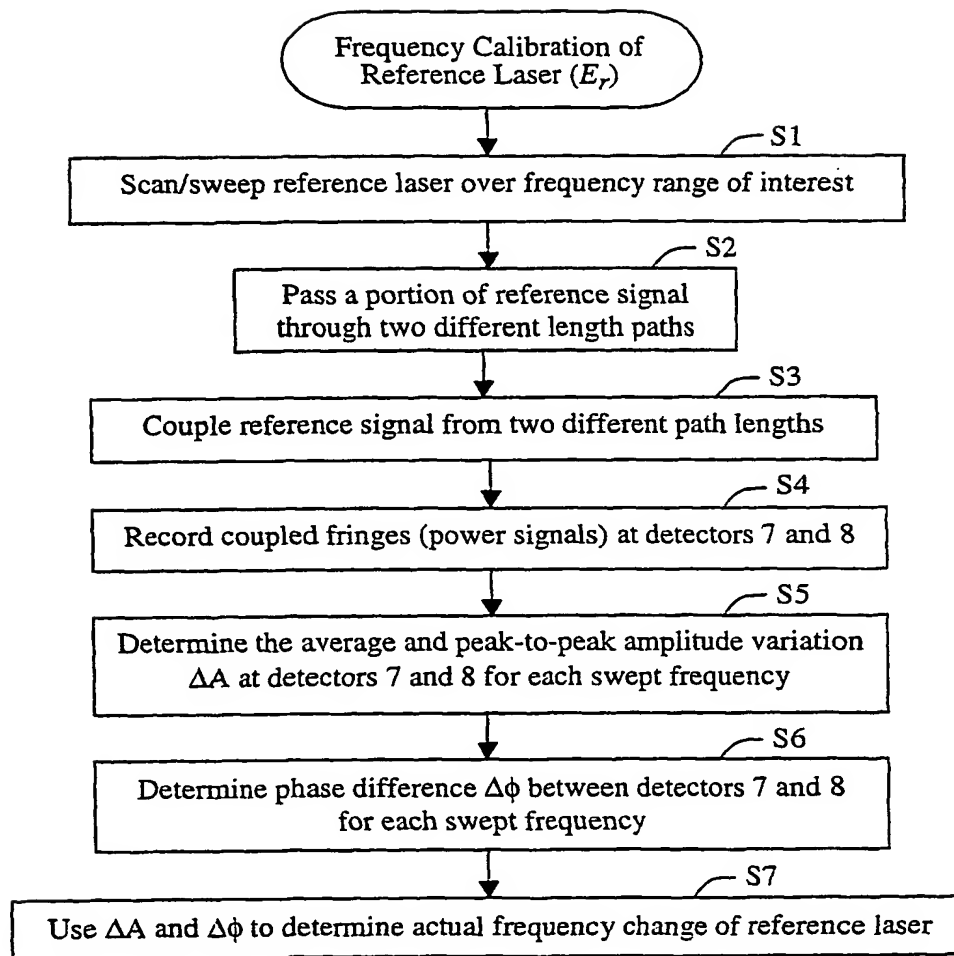 Frequency Calibration of
Reference Laser (Er)
S1
Scan/sweep reference laser over frequency range of interest
S2
Pass a portion of reference signal
through two different length paths
S3
Couple reference signal from two different path lengths
S4
Record coupled fringes (power signals) at detectors 7 and 8
S5
Determine the average and peak-to-peak amplitude variation
ΔA at detectors 7 and 8 for each swept frequency
S6
Determine phase difference Δϕ between detectors 7 and 8
for each swept frequency
S7
Use ΔA and Δϕ to determine actual frequency change of reference laser